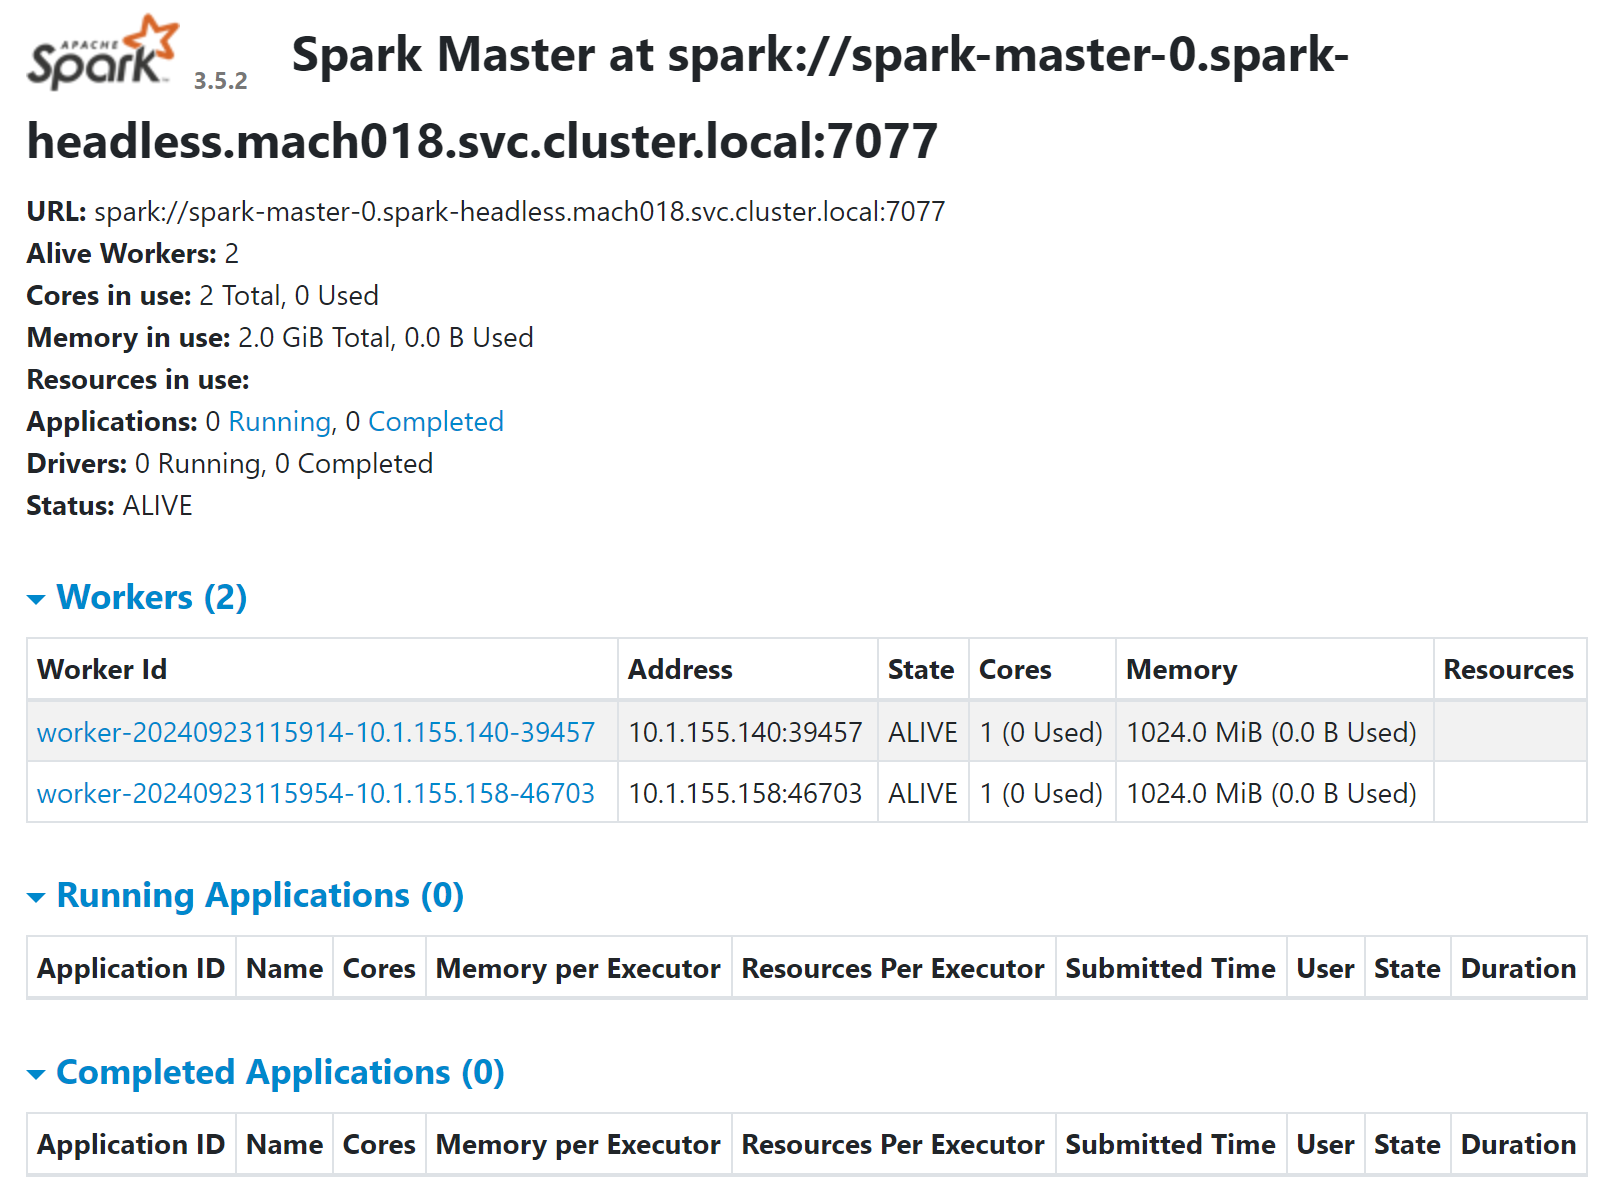 APACHE Spark™ 3.5.2 Spark Master at spark://spark-master-0.spark-
headless.mach018.svc.cluster.local:7077
URL: spark://spark-master-0.spark-headless.mach018.svc.cluster.local:7077
Alive Workers: 2
Cores in use: 2 Total, 0 Used
Memory in use: 2.0 GiB Total, 0.0 B Used
Resources in use:
Applications: 0 Running, 0 Completed
Drivers: 0 Running, 0 Completed
Status: ALIVE
Workers (2)
Worker Id Address State Cores Memory Resources
worker-20240923115914-10.1.155.140-39457 10.1.155.140:39457 ALIVE 1 (0 Used) 1024.0 MiB (0.0 B Used)
worker-20240923115954-10.1.155.158-46703 10.1.155.158:46703 ALIVE 1 (0 Used) 1024.0 MiB (0.0 B Used)
Running Applications (0)
Application ID Name Cores Memory per Executor Resources Per Executor Submitted Time User State Duration
Completed Applications (0)
Application ID Name Cores Memory per Executor Resources Per Executor Submitted Time User State Duration